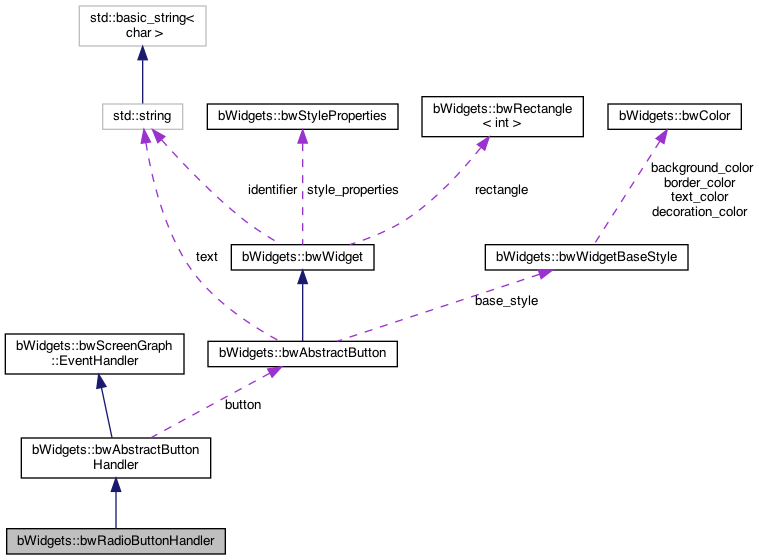 std::basic_string<
char >
std::string
bWidgets::bwStyleProperties
bWidgets::bwRectangle
< int >
bWidgets::bwColor
background_color
border_color
text_color
decoration_color
identifier
style_properties
rectangle
text
bWidgets::bwWidget
bWidgets::bwWidgetBaseStyle
base_style
bWidgets::bwScreenGraph
::EventHandler
bWidgets::bwAbstractButton
button
bWidgets::bwAbstractButton
Handler
bWidgets::bwRadioButtonHandler